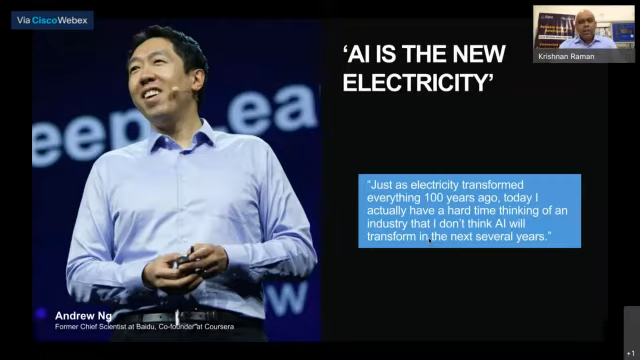 Via CiscoWebex
'AI IS THE NEW
ELECTRICITY'
Krishnan Raman
"Just as electricity transformed
everything 100 years ago, today I
actually have a hard time thinking of an
industry that I don't think AI will
transform in the next several years."
Andrew Ng
Former Chief Scientist at Baidu, Co-founder at Coursera
+1